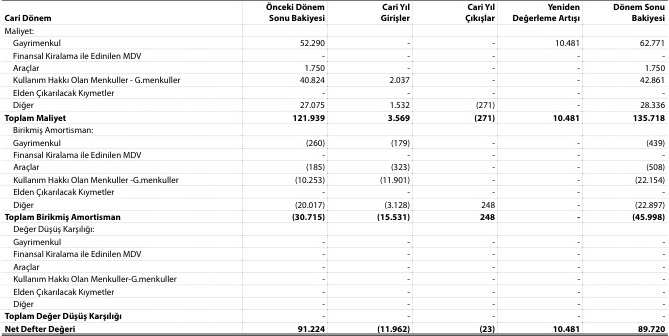 Cari Dönem Önceki Dönem Sonu Bakiyesi Cari Yıl Girişler Cari Yıl Çıkışlar Yeniden Değerleme Artışı Dönem Sonu Bakiyesi
Maliyet:
Gayrimenkul 52.290 - - 10.481 62.771
Finansal Kiralama ile Edinilen MDV - - - - -
Araçlar 1.750 - - - 1.750
Kullanım Hakkı Olan Menkuller - G.menkuller 40.824 2.037 - - 42.861
Elden Çıkarılacak Kıymetler - - - - -
Diğer 27.075 1.532 (271) - 28.336
Toplam Maliyet 121.939 3.569 (271) 10.481 135.718
Birikmiş Amortisman:
Gayrimenkul (260) (179) - - (439)
Finansal Kiralama ile Edinilen MDV - - - - -
Araçlar (185) (323) - - (508)
Kullanım Hakkı Olan Menkuller -G.menkuller (10.253) (11.901) - - (22.154)
Elden Çıkarılacak Kıymetler - - - - -
Diğer (20.017) (3.128) 248 - (22.897)
Toplam Birikmiş Amortisman (30.715) (15.531) 248 - (45.998)
Değer Düşüş Karşılığı:
Gayrimenkul - - - - -
Finansal Kiralama ile Edinilen MDV - - - - -
Araçlar - - - - -
Kullanım Hakkı Olan Menkuller-G.menkuller - - - - -
Elden Çıkarılacak Kıymetler - - - - -
Diğer - - - - -
Toplam Değer Düşüş Karşılığı - - - - -
Net Defter Değeri 91.224 (11.962) (23) 10.481 89.720